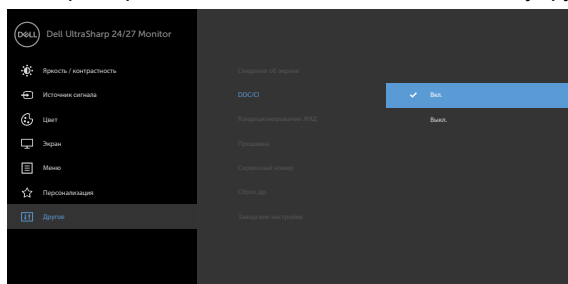 DELL
Dell UltraSharp 24/27 Monitor
Яркость / контрастность
Источник сигнала
Цвет
Экран
Меню
Персонализация
Другое
Сведения об экране
DDC/CI
Кондиционирование ЖКД
Прошивка
Сервисный номер
Сброс др.
Заводские настройки
Вкл.
Выкл.